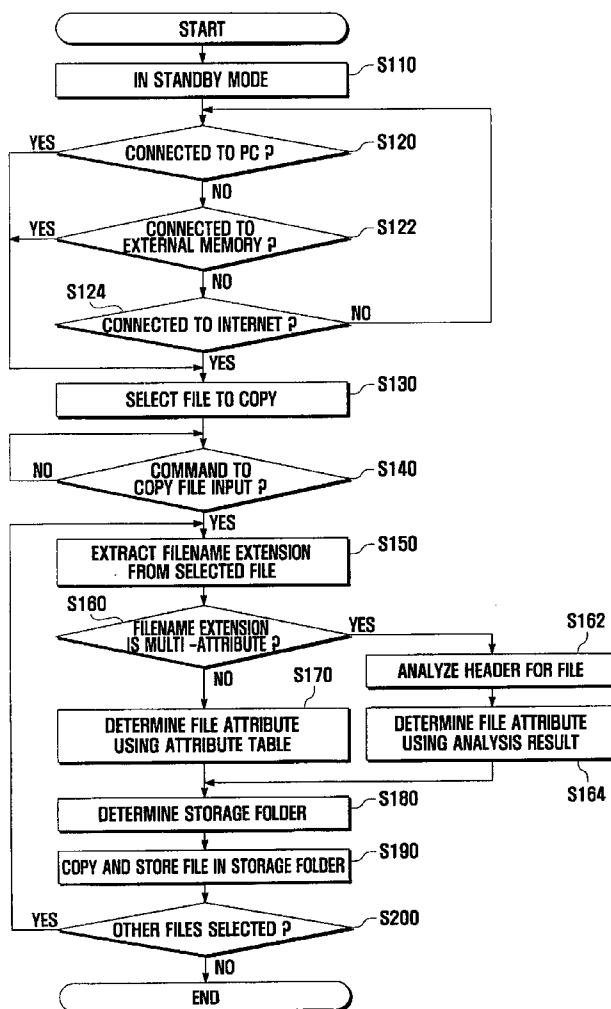 START
IN STANDBY MODE
S110
YES
CONNECTED TO PC ?
S120
NO
YES
CONNECTED TO
EXTERNAL MEMORY ?
S122
NO
S124
CONNECTED TO INTERNET ?
NO
YES
SELECT FILE TO COPY
S130
NO
COMMAND TO
COPY FILE INPUT ?
S140
YES
EXTRACT FILENAME EXTENSION
FROM SELECTED FILE
S150
S160
FILENAME EXTENSION
IS MULTI -ATTRIBUTE ?
YES
S162
ANALYZE HEADER FOR FILE
NO
S170
DETERMINE FILE ATTRIBUTE
USING ATTRIBUTE TABLE
DETERMINE FILE ATTRIBUTE
USING ANALYSIS RESULT
S164
DETERMINE STORAGE FOLDER
S180
COPY AND STORE FILE IN STORAGE FOLDER
S190
YES
OTHER FILES SELECTED ?
S200
NO
END